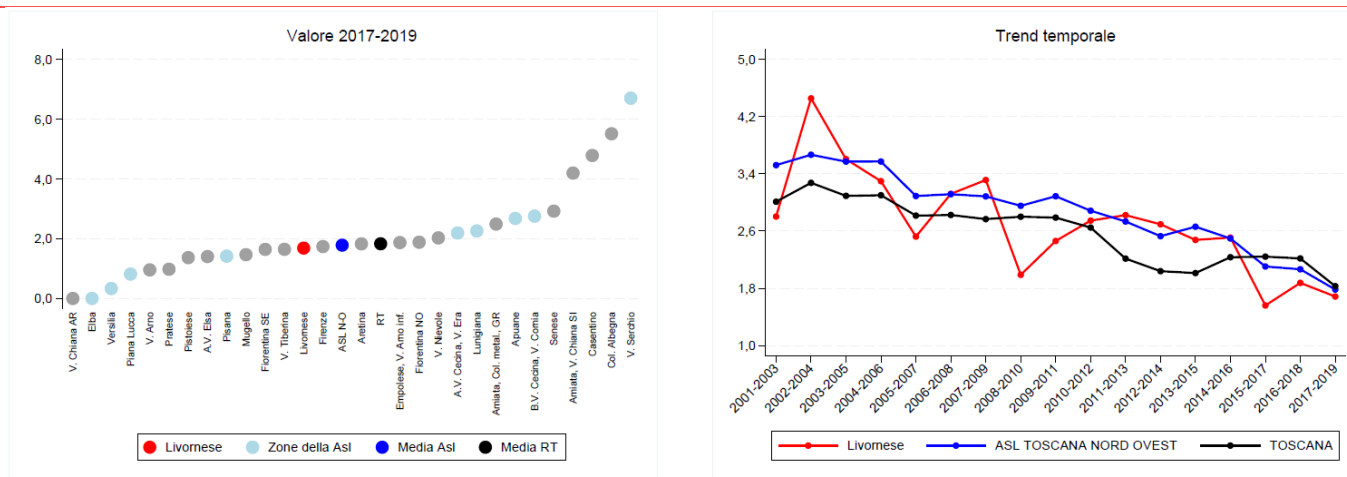 Valore 2017-2019
8,0
6,0
4,0
2,0
0,0
V. Chiana AR
Elba
Versilia
Piana Lucca
V. Arno
Pratese
Pistoiese
A.V. Elsa
Pisana
Mugello
Fiorentina SE
V. Tiberina
Livornese
Firenze
ASL N-O
Aretina
RT
Empolese, V. Arno inf.
Fiorentina NO
V. Nievole
A.V. Cecina, V. Era
Lunigiana
Amiata, Col. metal., GR
Apuane
B.V. Cecina, V. Cornia
Senese
Amiata, V. Chiana SI
Casentino
Col. Albegna
V. Serchio
Livornese Zone della Asl Media Asl Media RT
Trend temporale
5,0
4,2
3,4
2,6
1,8
1,0
2001-2003
2002-2004
2003-2005
2004-2006
2005-2007
2006-2008
2007-2009
2008-2010
2009-2011
2010-2012
2011-2013
2012-2014
2013-2015
2014-2016
2015-2017
2016-2018
2017-2019
Livornese ASL TOSCANA NORD OVEST TOSCANA